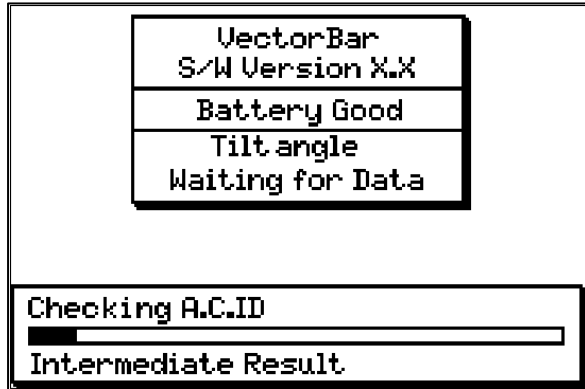 VectorBar
S/W Version X.X
Battery Good
Tilt angle
Waiting for Data
Checking A.C.ID
Intermediate Result